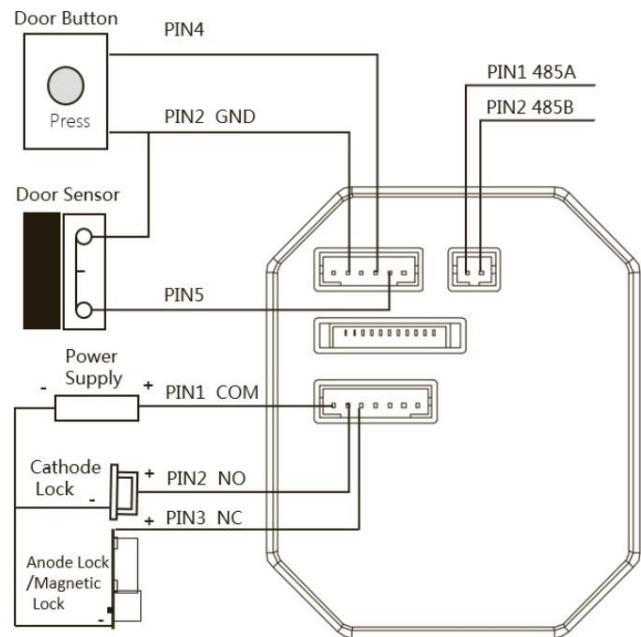 Door Button
PIN4
Press
PIN2 GND
PIN1 485A
PIN2 485B
Door Sensor
PIN5
Power
Supply
- +
PIN1 COM
Cathode
Lock
+
-
PIN2 NO
+
PIN3 NC
Anode Lock
/Magnetic
Lock
-